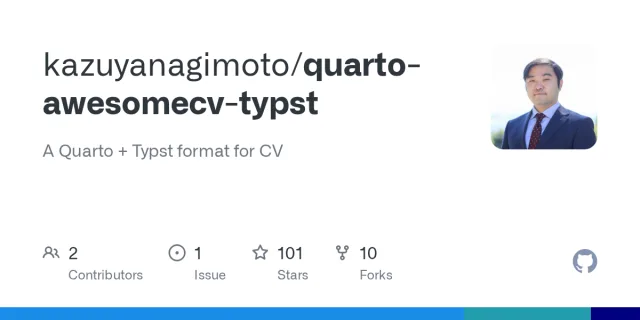 kazuyanagimoto/quarto-
awesomecv-typst
A Quarto + Typst format for CV
2
Contributors
1
Issue
101
Stars
10
Forks